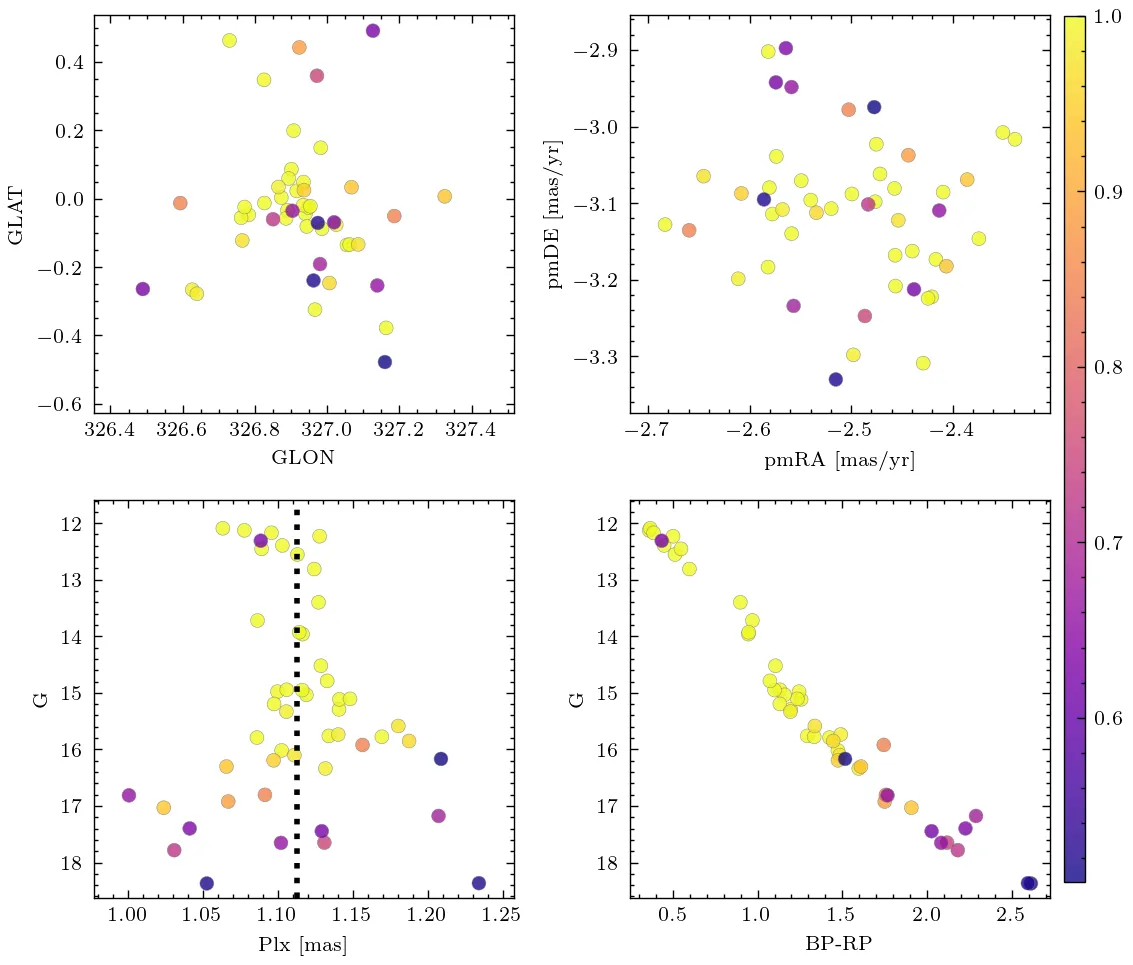 0.4
0.2
0.0
−0.2
−0.4
−0.6
GLAT
326.4 326.6 326.8 327.0 327.2 327.4
GLON
−2.9
−3.0
−3.1
−3.2
−3.3
pmDE [mas/yr]
−2.7 −2.6 −2.5 −2.4
pmRA [mas/yr]
12
13
14
15
16
17
18
G
1.00 1.05 1.10 1.15 1.20 1.25
Plx [mas]
12
13
14
15
16
17
18
G
0.5 1.0 1.5 2.0 2.5
BP-RP
1.0
0.9
0.8
0.7
0.6